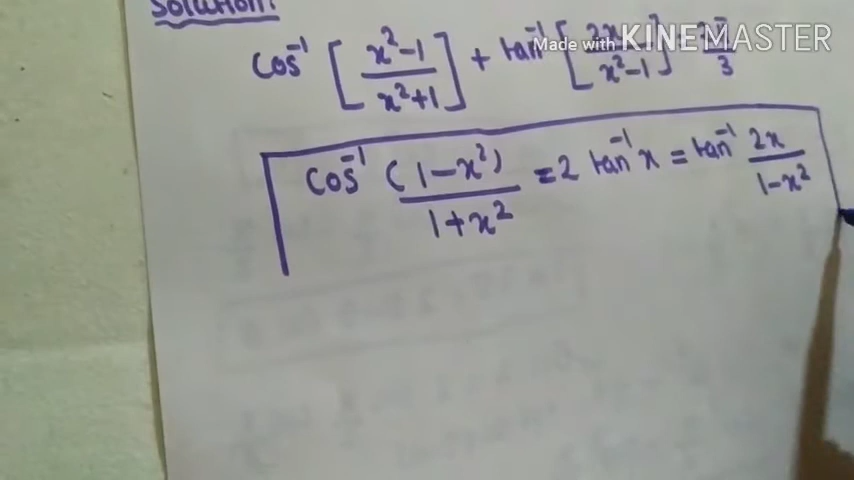 Solution:
Made with KINEMASTER
cos⁻¹ [ x²-1 / x²+1 ] + tan⁻¹ [ 2x / x²-1 ] = 2π / 3
cos⁻¹ (1-x²) / 1+x² = 2 tan⁻¹ x = tan⁻¹ 2x / 1-x²